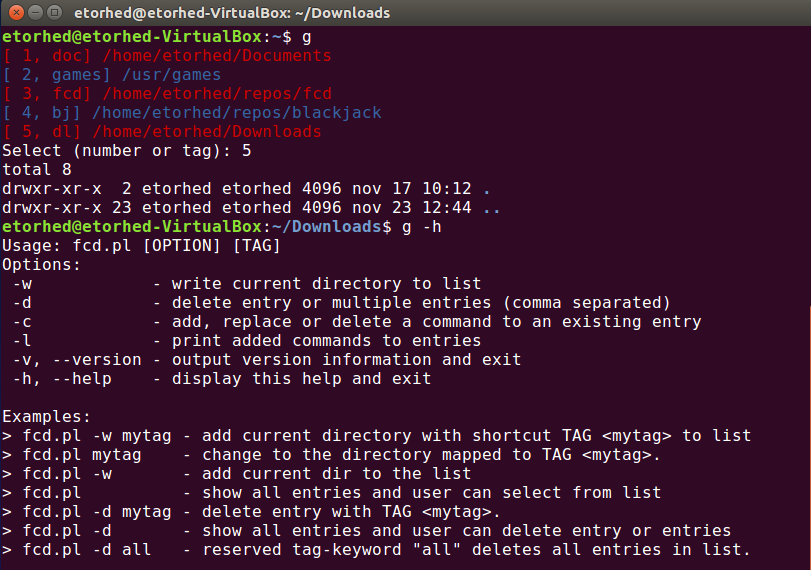 etorhed@etorhed-VirtualBox: ~/Downloads
etorhed@etorhed-VirtualBox:~$ g
[ 1, doc] /home/etorhed/Documents
[ 2, games] /usr/games
[ 3, fcd] /home/etorhed/repos/fcd
[ 4, bj] /home/etorhed/repos/blackjack
[ 5, dl] /home/etorhed/Downloads
Select (number or tag): 5
total 8
drwxr-xr-x  2 etorhed etorhed 4096 nov 17 10:12 .
drwxr-xr-x 23 etorhed etorhed 4096 nov 23 12:44 ..
etorhed@etorhed-VirtualBox:~/Downloads$ g -h
Usage: fcd.pl [OPTION] [TAG]
Options:
 -w            - write current directory to list
 -d            - delete entry or multiple entries (comma separated)
 -c            - add, replace or delete a command to an existing entry
 -l            - print added commands to entries
 -v, --version - output version information and exit
 -h, --help    - display this help and exit
Examples:
> fcd.pl -w mytag - add current directory with shortcut TAG <mytag> to list
> fcd.pl mytag    - change to the directory mapped to TAG <mytag>.
> fcd.pl -w       - add current dir to the list
> fcd.pl          - show all entries and user can select from list
> fcd.pl -d mytag - delete entry with TAG <mytag>.
> fcd.pl -d       - show all entries and user can delete entry or entries
> fcd.pl -d all   - reserved tag-keyword "all" deletes all entries in list.